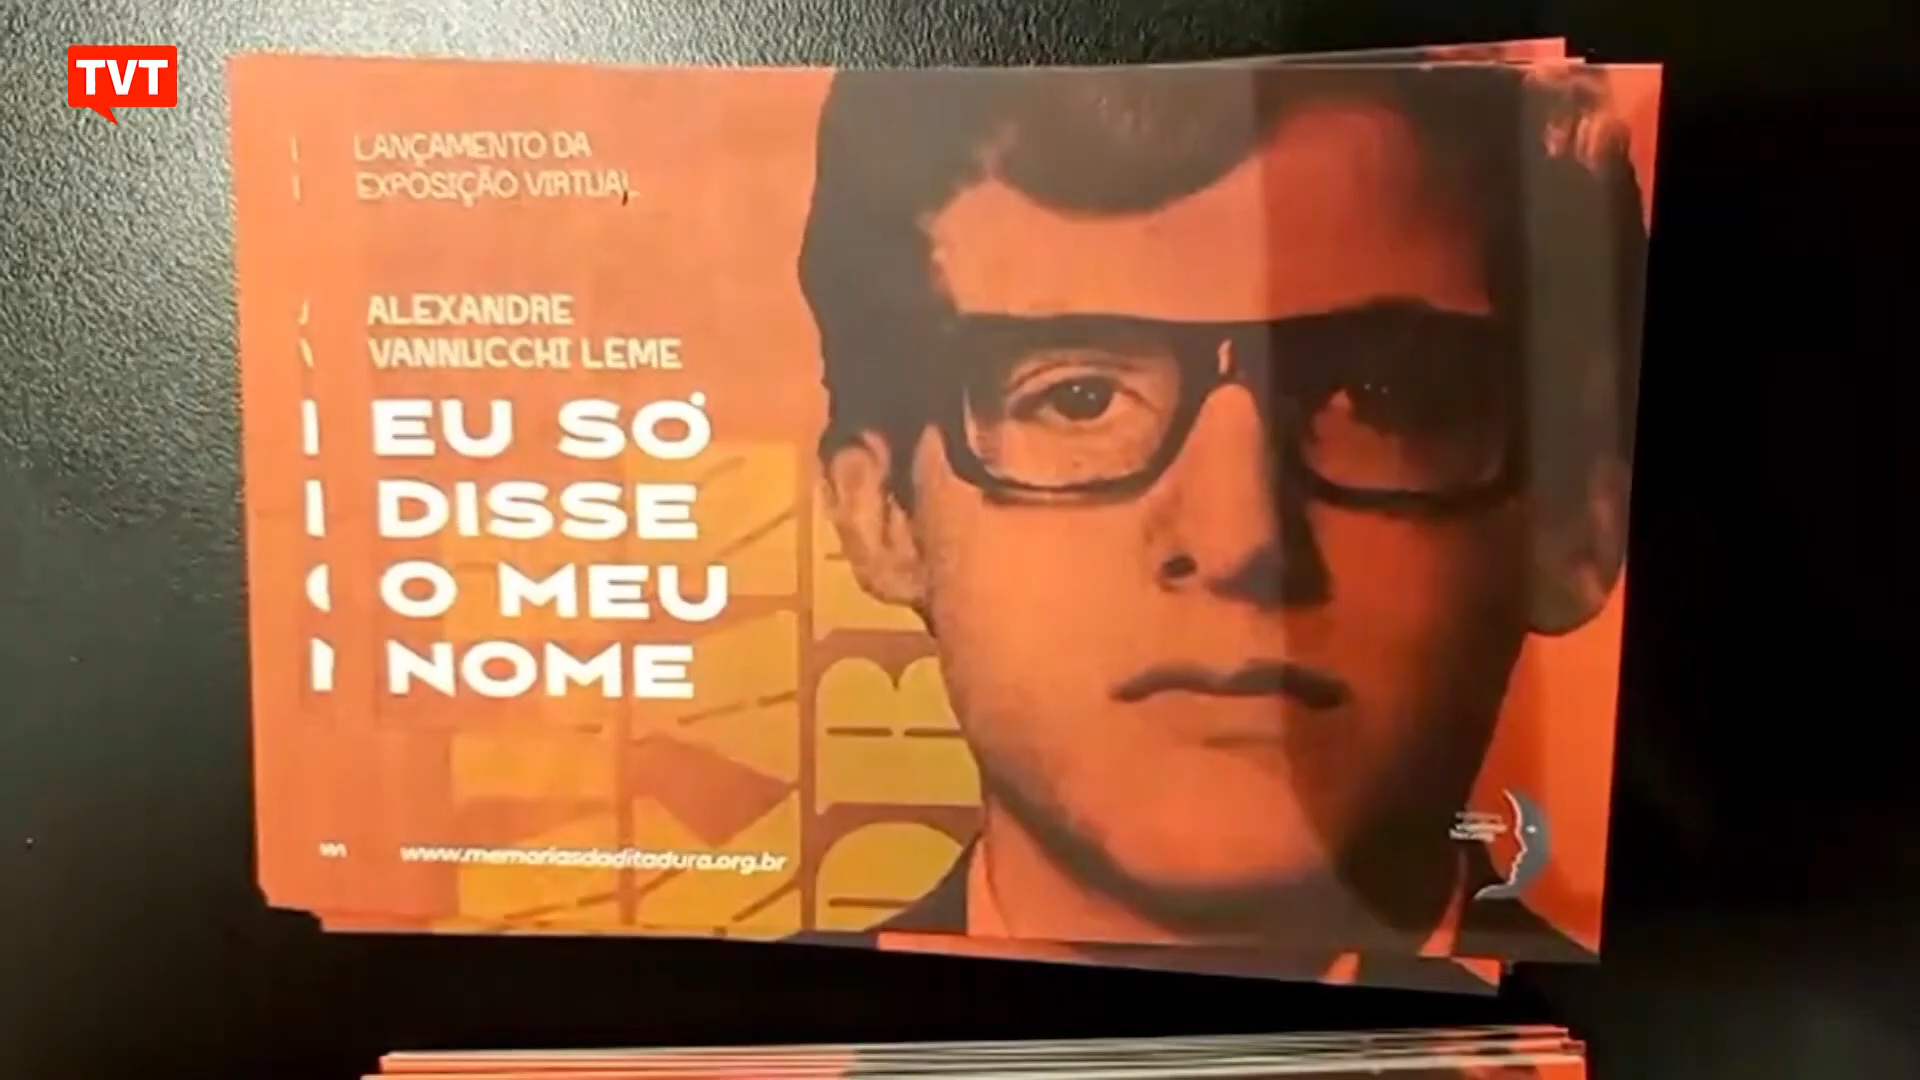 TVT
LANÇAMENTO DA
EXPOSIÇÃO VIRTUAL
ALEXANDRE
VANNUCCHI LEME
EU SÓ
DISSE
O MEU
NOME
www.memoriasdaditadura.org.br